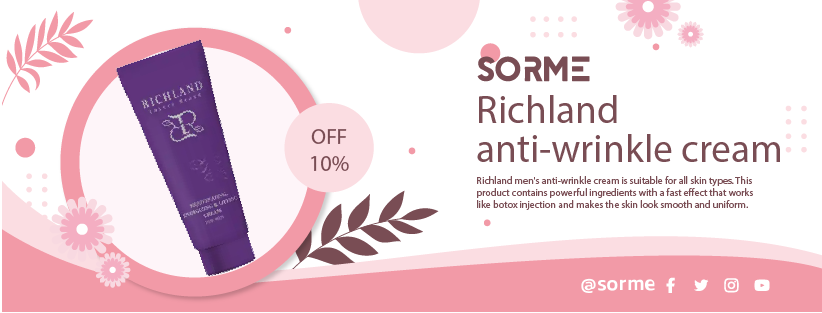 RICHLAND
OFF
10%
SORME
Richland
anti-wrinkle cream
Richland men's anti-wrinkle cream is suitable for all skin types. This
product contains powerful ingredients with a fast effect that works
like botox injection and makes the skin look smooth and uniform.
@sorme